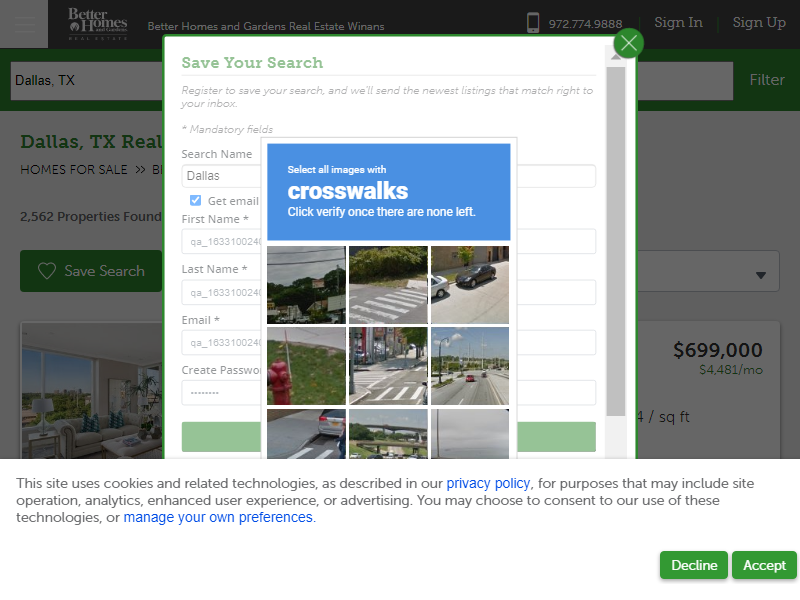 Better Homes and Gardens REAL ESTATE
Better Homes and Gardens Real Estate Winans
972.774.9888
Sign In
Sign Up
Dallas, TX
Filter
Dallas, TX Real
HOMES FOR SALE >>
2,562 Properties Found
Save Search
Save Your Search
Register to save your search, and we'll send the newest listings that match right to
your inbox.
* Mandatory fields
Search Name
Dallas
Get email
First Name *
qa_1633100240
Last Name *
qa_1633100240
Email *
qa_1633100240
Create Passwo
········
Select all images with
crosswalks
Click verify once there are none left.
$699,000
$4,481/mo
/ sq ft
This site uses cookies and related technologies, as described in our privacy policy, for purposes that may include site
operation, analytics, enhanced user experience, or advertising. You may choose to consent to our use of these
technologies, or manage your own preferences.
Decline
Accept